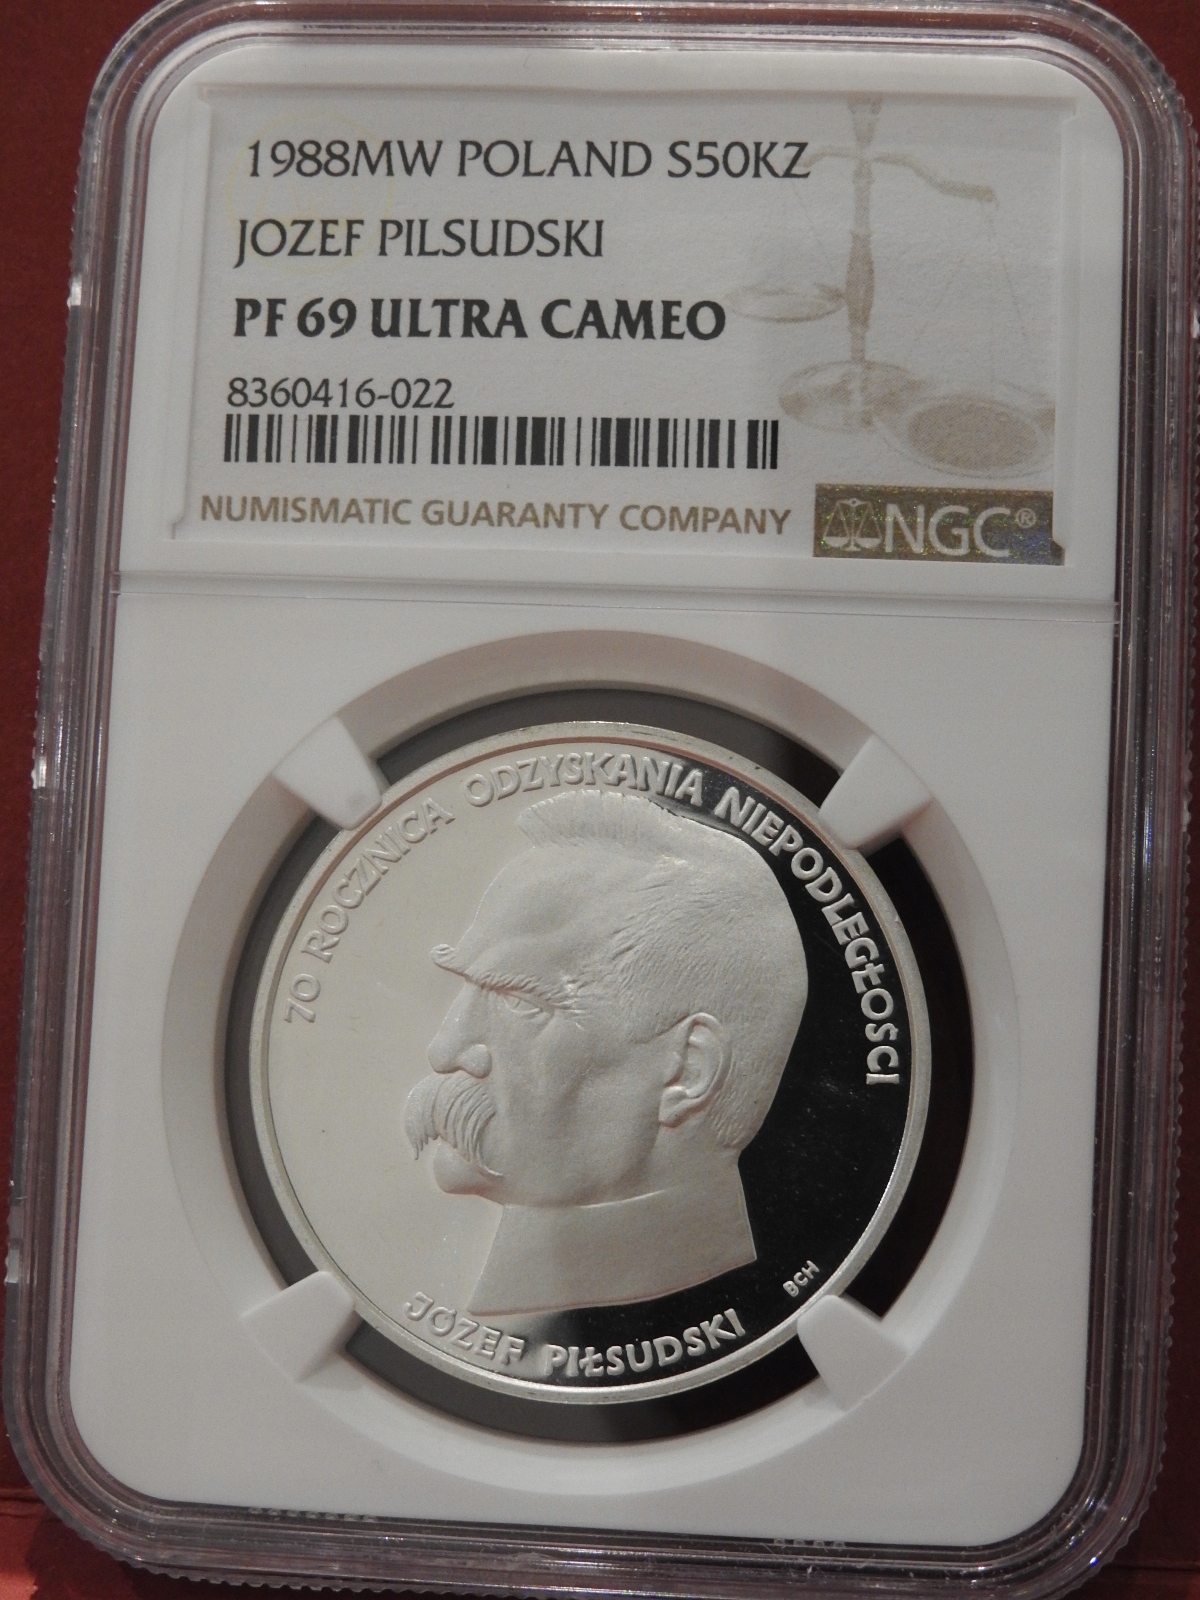 1988MW POLAND S50KZ
JOZEF PILSUDSKI
PF 69 ULTRA CAMEO
8360416-022
NUMISMATIC GUARANTY COMPANY
NGC®
70 ROCZNICA ODZYSKANIA NIEPODLEGŁOŚCI
BCH
JÓZEF PIŁSUDSKI